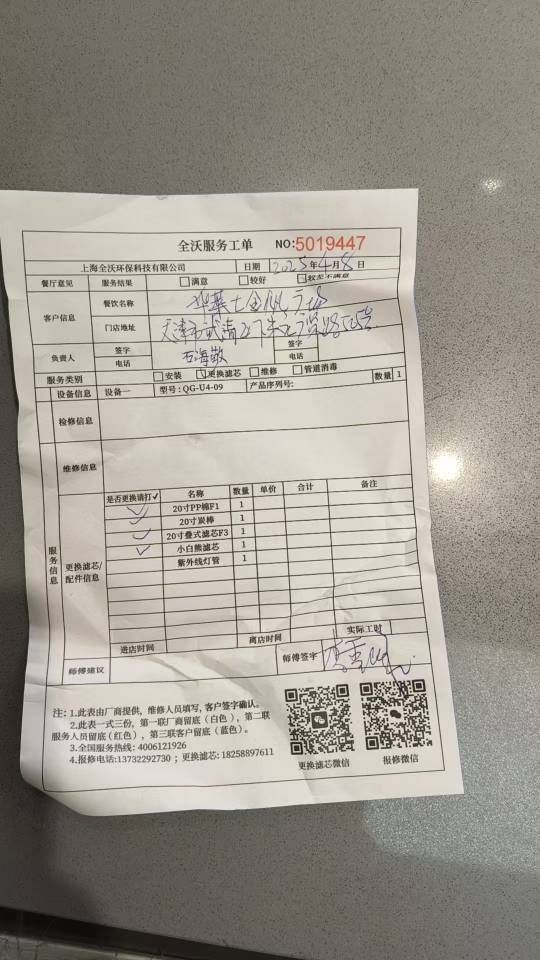 全沃服务工单 NO:5019447
上海全沃环保科技有限公司 日期 2025年4月8日
餐厅意见 服务结果 满意 较好 不满意
客户信息 餐饮名称 华莱士
门店地址 天津市武清
负责人 签字 石海 签字
电话 电话
服务类别 安装 更换滤芯 维修 管道消毒
设备信息 设备一 型号:QG-U4-09 产品序列号: 数量 1
服务信息
检修信息
维修信息
更换滤芯/配件信息
是否更换请打✓ 名称 数量 单价 合计 备注
✓ 20寸PP棉F1 1
✓ 20寸炭棒 1
✓ 20寸叠式滤芯F3 1
✓ 小白熊滤芯 1
紫外线灯管 1
进店时间 离店时间 实际工时
师傅建议 师傅签字
注: 1.此表由厂商提供, 维修人员填写, 客户签字确认。
2.此表一式三份, 第一联厂商留底(白色), 第二联
服务人员留底(红色), 第三联客户留底(蓝色)。
3.全国服务热线: 4006121926
4.报修电话:13732292730 ; 更换滤芯: 18258897611
更换滤芯微信 报修微信